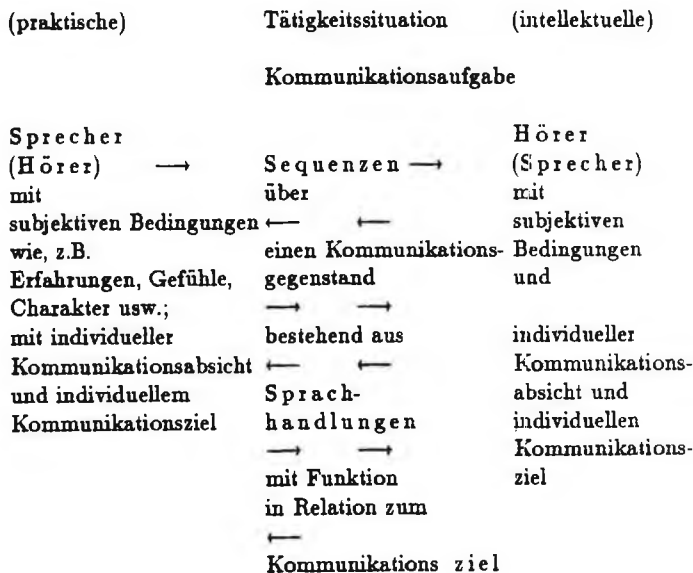 (praktische) Tätigkeitssituation (intellektuelle)
Kommunikationsaufgabe
Sprecher Hörer
(Hörer) → Sequenzen → (Sprecher)
mit über mit
subjektiven Bedingungen ← ← subjektiven
wie, z.B. einen Kommunikations- Bedingungen
Erfahrungen, Gefühle, gegenstand und
Charakter usw.; → →
mit individueller bestehend aus individueller
Kommunikationsabsicht ← ← Kommunikations-
und individuellem Sprach- absicht und
Kommunikationsziel handlungen individuellen
→ → Kommunikations-
mit Funktion ziel
in Relation zum
←
Kommunikations ziel